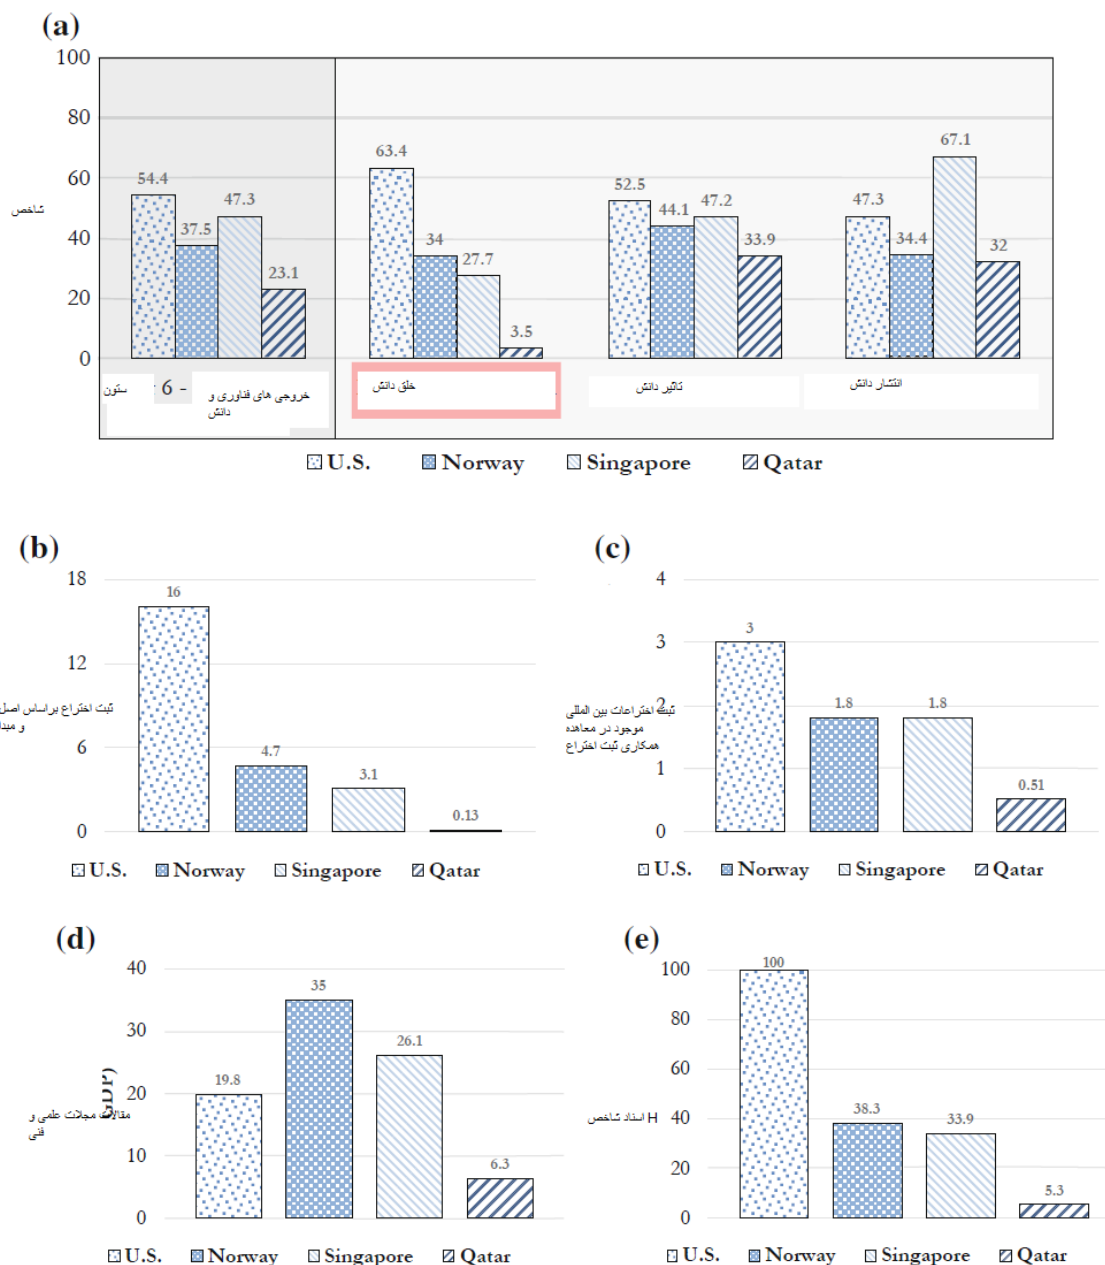 (a)
100
80
60
40
20
0
شاخص
54.4
37.5
47.3
23.1
63.4
34
27.7
3.5
52.5
44.1
47.2
33.9
47.3
34.4
67.1
32
ستون
6 -
خروجی های فناوری و
دانش
خلق دانش
تاثیر دانش
انتشار دانش
U.S. Norway Singapore Qatar
(b)
18
12
6
0
ثبت اختراع براساس اصل
و مبدا
16
4.7
3.1
0.13
U.S. Norway Singapore Qatar
(c)
4
3
2
1
0
ثبت اختراعات بین المللی
موجود در معاهده
همکاری ثبت اختراع
3
1.8
1.8
0.51
U.S. Norway Singapore Qatar
(d)
40
30
20
10
0
GDP)
مقالات مجلات علمی و
فنی
19.8
35
26.1
6.3
U.S. Norway Singapore Qatar
(e)
100
80
60
40
20
0
اسناد شاخص H
100
38.3
33.9
5.3
U.S. Norway Singapore Qatar